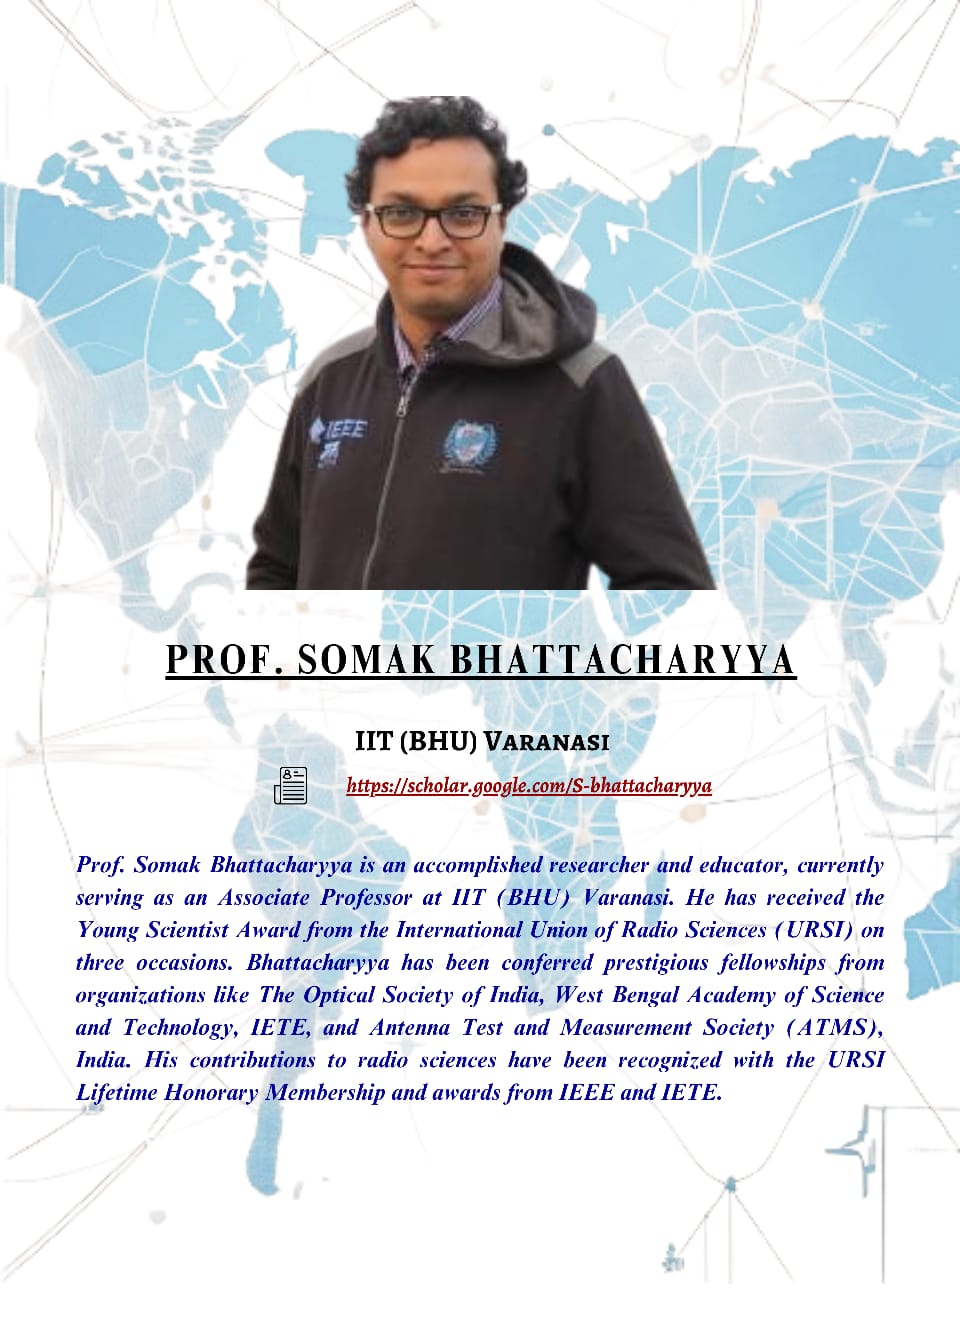 IEEE
PROF. SOMAK BHATTACHARYYA
IIT (BHU) VARANASI
https://scholar.google.com/S-bhattacharyya
Prof. Somak Bhattacharyya is an accomplished researcher and educator, currently
serving as an Associate Professor at IIT (BHU) Varanasi. He has received the
Young Scientist Award from the International Union of Radio Sciences (URSI) on
three occasions. Bhattacharyya has been conferred prestigious fellowships from
organizations like The Optical Society of India, West Bengal Academy of Science
and Technology, IETE, and Antenna Test and Measurement Society (ATMS),
India. His contributions to radio sciences have been recognized with the URSI
Lifetime Honorary Membership and awards from IEEE and IETE.